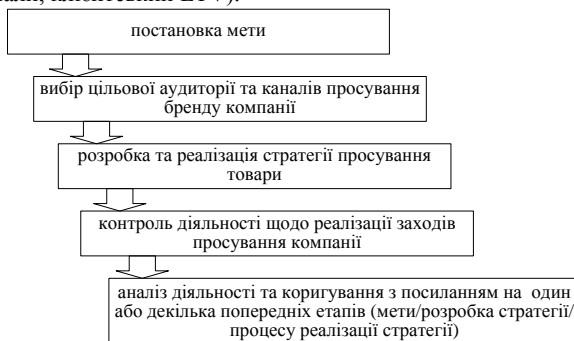 постановка мети
вибір цільової аудиторії та каналів просування
бренду компанії
розробка та реалізація стратегії просування
товари
контроль діяльності щодо реалізації заходів
просування компанії
аналіз діяльності та коригування з посиланням на один
або декілька попередніх етапів (мети/розробка стратегії/
процесу реалізації стратегії)